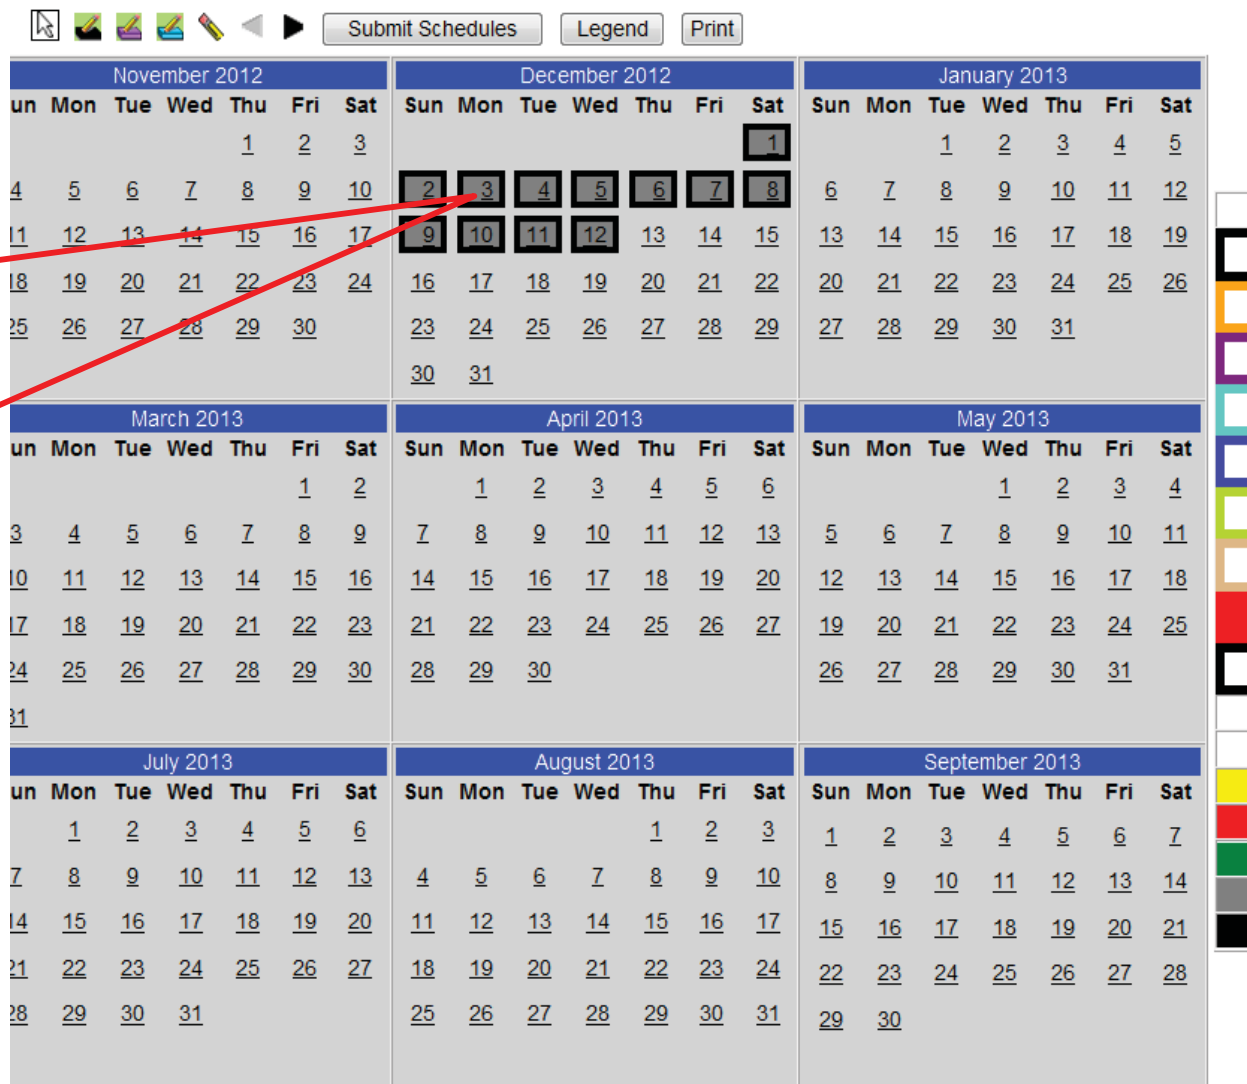 Submit Schedules Legend Print
November 2012 December 2012 January 2013
un Mon Tue Wed Thu Fri Sat Sun Mon Tue Wed Thu Fri Sat Sun Mon Tue Wed Thu Fri Sat
1 2 3 1 1 2 3 4 5
4 5 6 7 8 9 10 2 3 4 5 6 7 8 6 7 8 9 10 11 12
11 12 13 14 15 16 17 9 10 11 12 13 14 15 13 14 15 16 17 18 19
18 19 20 21 22 23 24 16 17 18 19 20 21 22 20 21 22 23 24 25 26
25 26 27 28 29 30 23 24 25 26 27 28 29 27 28 29 30 31
30 31
March 2013 April 2013 May 2013
un Mon Tue Wed Thu Fri Sat Sun Mon Tue Wed Thu Fri Sat Sun Mon Tue Wed Thu Fri Sat
1 2 1 2 3 4 5 6 1 2 3 4
3 4 5 6 7 8 9 7 8 9 10 11 12 13 5 6 7 8 9 10 11
10 11 12 13 14 15 16 14 15 16 17 18 19 20 12 13 14 15 16 17 18
17 18 19 20 21 22 23 21 22 23 24 25 26 27 19 20 21 22 23 24 25
24 25 26 27 28 29 30 28 29 30 26 27 28 29 30 31
31
July 2013 August 2013 September 2013
un Mon Tue Wed Thu Fri Sat Sun Mon Tue Wed Thu Fri Sat Sun Mon Tue Wed Thu Fri Sat
1 2 3 4 5 6 1 2 3 1 2 3 4 5 6 7
7 8 9 10 11 12 13 4 5 6 7 8 9 10 8 9 10 11 12 13 14
14 15 16 17 18 19 20 11 12 13 14 15 16 17 15 16 17 18 19 20 21
21 22 23 24 25 26 27 18 19 20 21 22 23 24 22 23 24 25 26 27 28
28 29 30 31 25 26 27 28 29 30 31 29 30